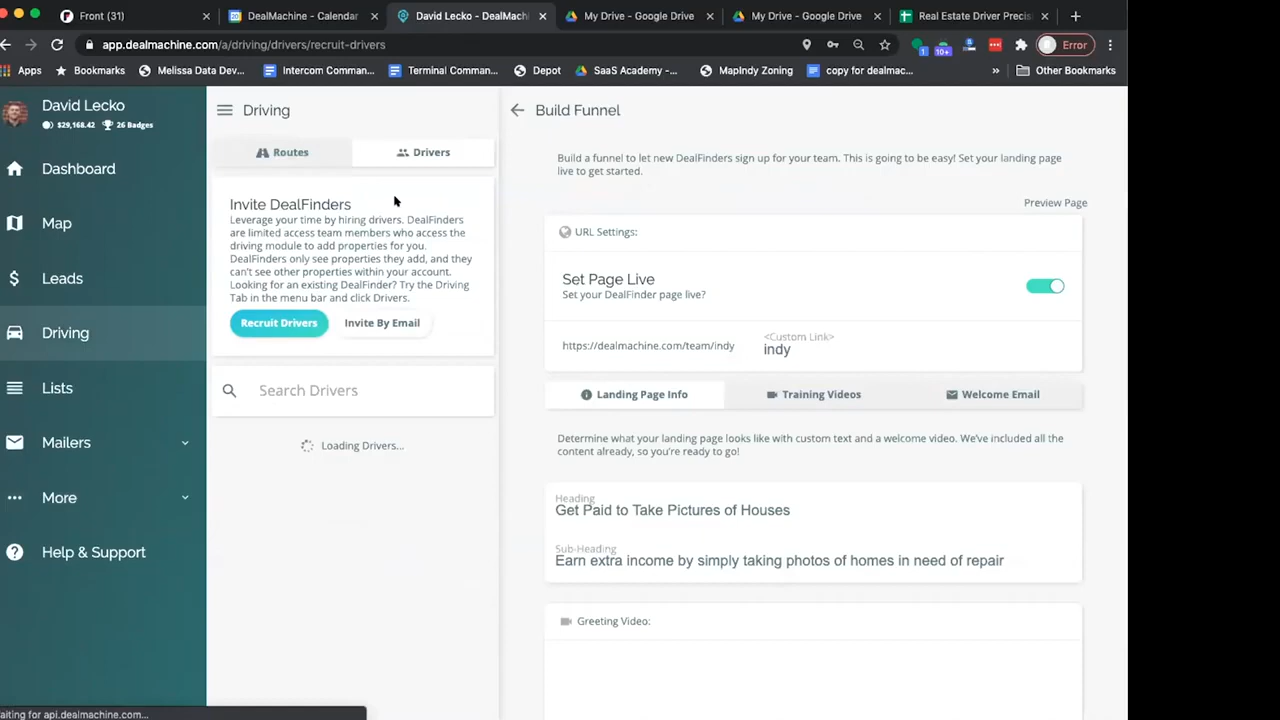 Front (31)
DealMachine - Calendar
David Lecko - DealMachi
My Drive - Google Drive
My Drive - Google Drive
Real Estate Driver Precis
app.dealmachine.com/a/driving/drivers/recruit-drivers
1
10+
Error
Apps
Bookmarks
Melissa Data Dev...
Intercom Comman...
Terminal Comman...
Depot
SaaS Academy -...
MapIndy Zoning
copy for dealmac...
»
Other Bookmarks
David Lecko
$29,168.42 26 Badges
Dashboard
Map
Leads
Driving
Lists
Mailers
More
Help & Support
Driving
Routes
Drivers
Invite DealFinders
Leverage your time by hiring drivers. DealFinders
are limited access team members who access the
driving module to add properties for you.
DealFinders only see properties they add, and they
can't see other properties within your account.
Looking for an existing DealFinder? Try the Driving
Tab in the menu bar and click Drivers.
Recruit Drivers
Invite By Email
Search Drivers
Loading Drivers...
Build Funnel
Build a funnel to let new DealFinders sign up for your team. This is going to be easy! Set your landing page
live to get started.
Preview Page
URL Settings:
Set Page Live
Set your DealFinder page live?
https://dealmachine.com/team/indy
<Custom Link>
indy
Landing Page Info
Training Videos
Welcome Email
Determine what your landing page looks like with custom text and a welcome video. We've included all the
content already, so you're ready to go!
Heading
Get Paid to Take Pictures of Houses
Sub-Heading
Earn extra income by simply taking photos of homes in need of repair
Greeting Video:
aiting for api.dealmachine.com...